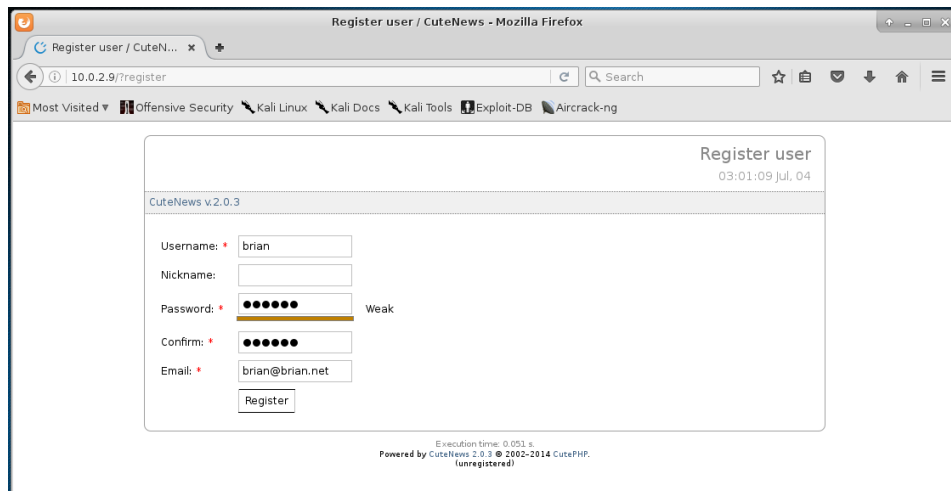 Register user / CuteNews - Mozilla Firefox
Register user / CuteN...
10.0.2.9/?register
Search
Most Visited Offensive Security Kali Linux Kali Docs Kali Tools Exploit-DB Aircrack-ng
Register user
03:01:09 Jul, 04
CuteNews v.2.0.3
Username: * brian
Nickname:
Password: * ●●●●●● Weak
Confirm: * ●●●●●●
Email: * brian@brian.net
Register
Execution time: 0.051 s.
Powered by CuteNews 2.0.3 © 2002–2014 CutePHP.
(unregistered)